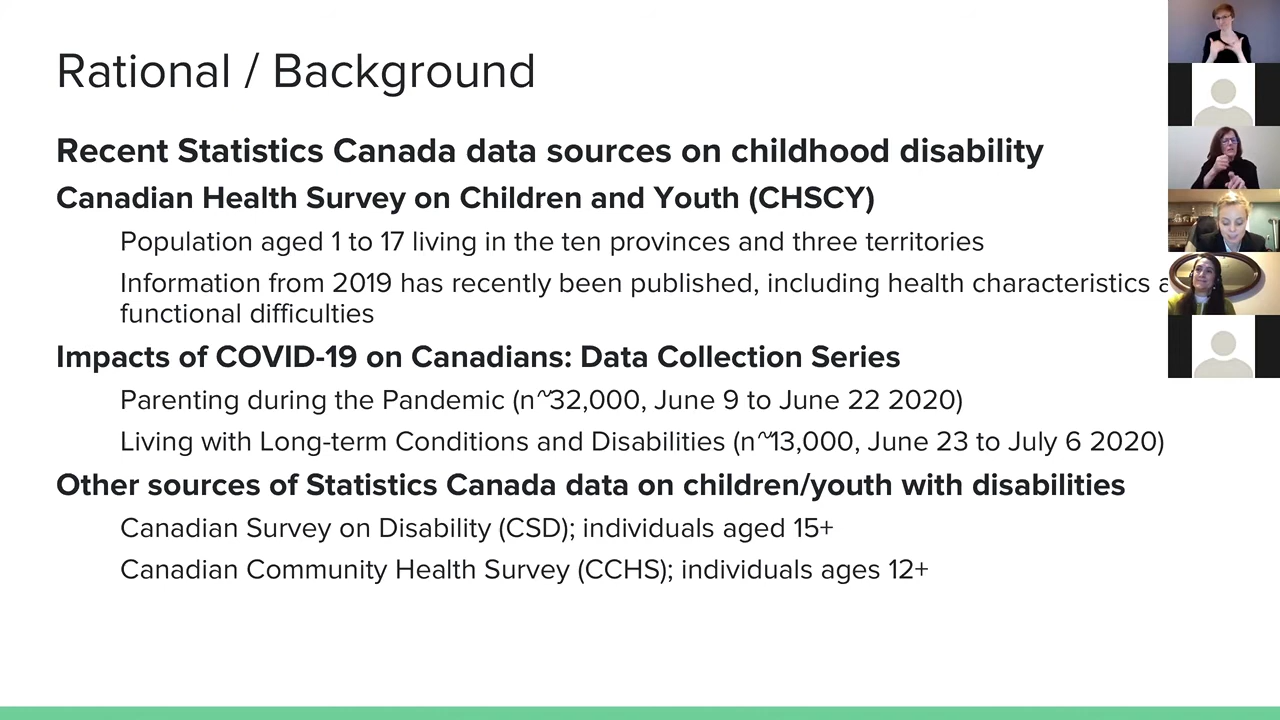 Rational / Background
Recent Statistics Canada data sources on childhood disability
Canadian Health Survey on Children and Youth (CHSCY)
Population aged 1 to 17 living in the ten provinces and three territories
Information from 2019 has recently been published, including health characteristics
functional difficulties
Impacts of COVID-19 on Canadians: Data Collection Series
Parenting during the Pandemic (n~32,000, June 9 to June 22 2020)
Living with Long-term Conditions and Disabilities (n~13,000, June 23 to July 6 2020)
Other sources of Statistics Canada data on children/youth with disabilities
Canadian Survey on Disability (CSD); individuals aged 15+
Canadian Community Health Survey (CCHS); individuals ages 12+